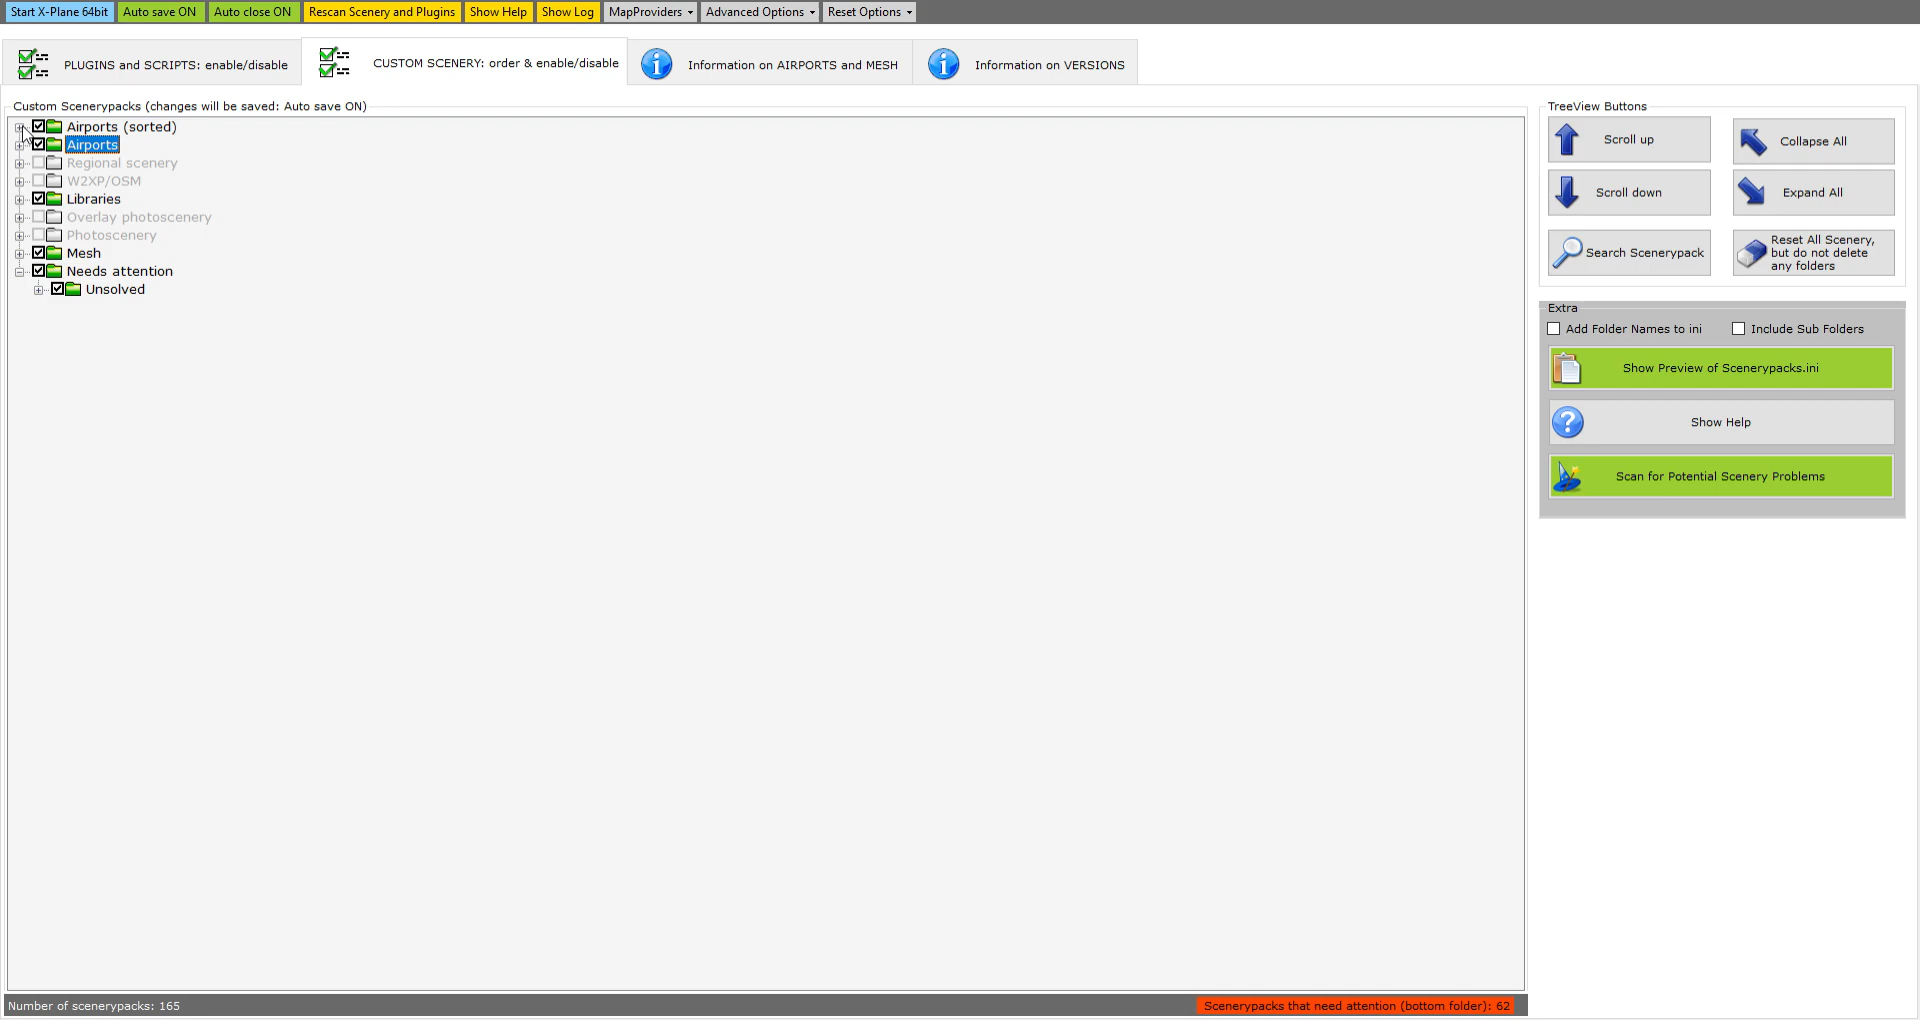 Start X-Plane 64bit
Auto save ON
Auto close ON
Rescan Scenery and Plugins
Show Help
Show Log
MapProviders
Advanced Options
Reset Options
PLUGINS and SCRIPTS: enable/disable
CUSTOM SCENERY: order & enable/disable
Information on AIRPORTS and MESH
Information on VERSIONS
Custom Scenerypacks (changes will be saved: Auto save ON)
Airports (sorted)
Airports
Regional scenery
W2XP/OSM
Libraries
Overlay photoscenery
Photoscenery
Mesh
Needs attention
Unsolved
TreeView Buttons
Scroll up
Collapse All
Scroll down
Expand All
Search Scenerypack
Reset All Scenery,
but do not delete
any folders
Extra
Add Folder Names to ini
Include Sub Folders
Show Preview of Scenerypacks.ini
Show Help
Scan for Potential Scenery Problems
Number of scenerypacks: 165
Scenerypacks that need attention (bottom folder): 62